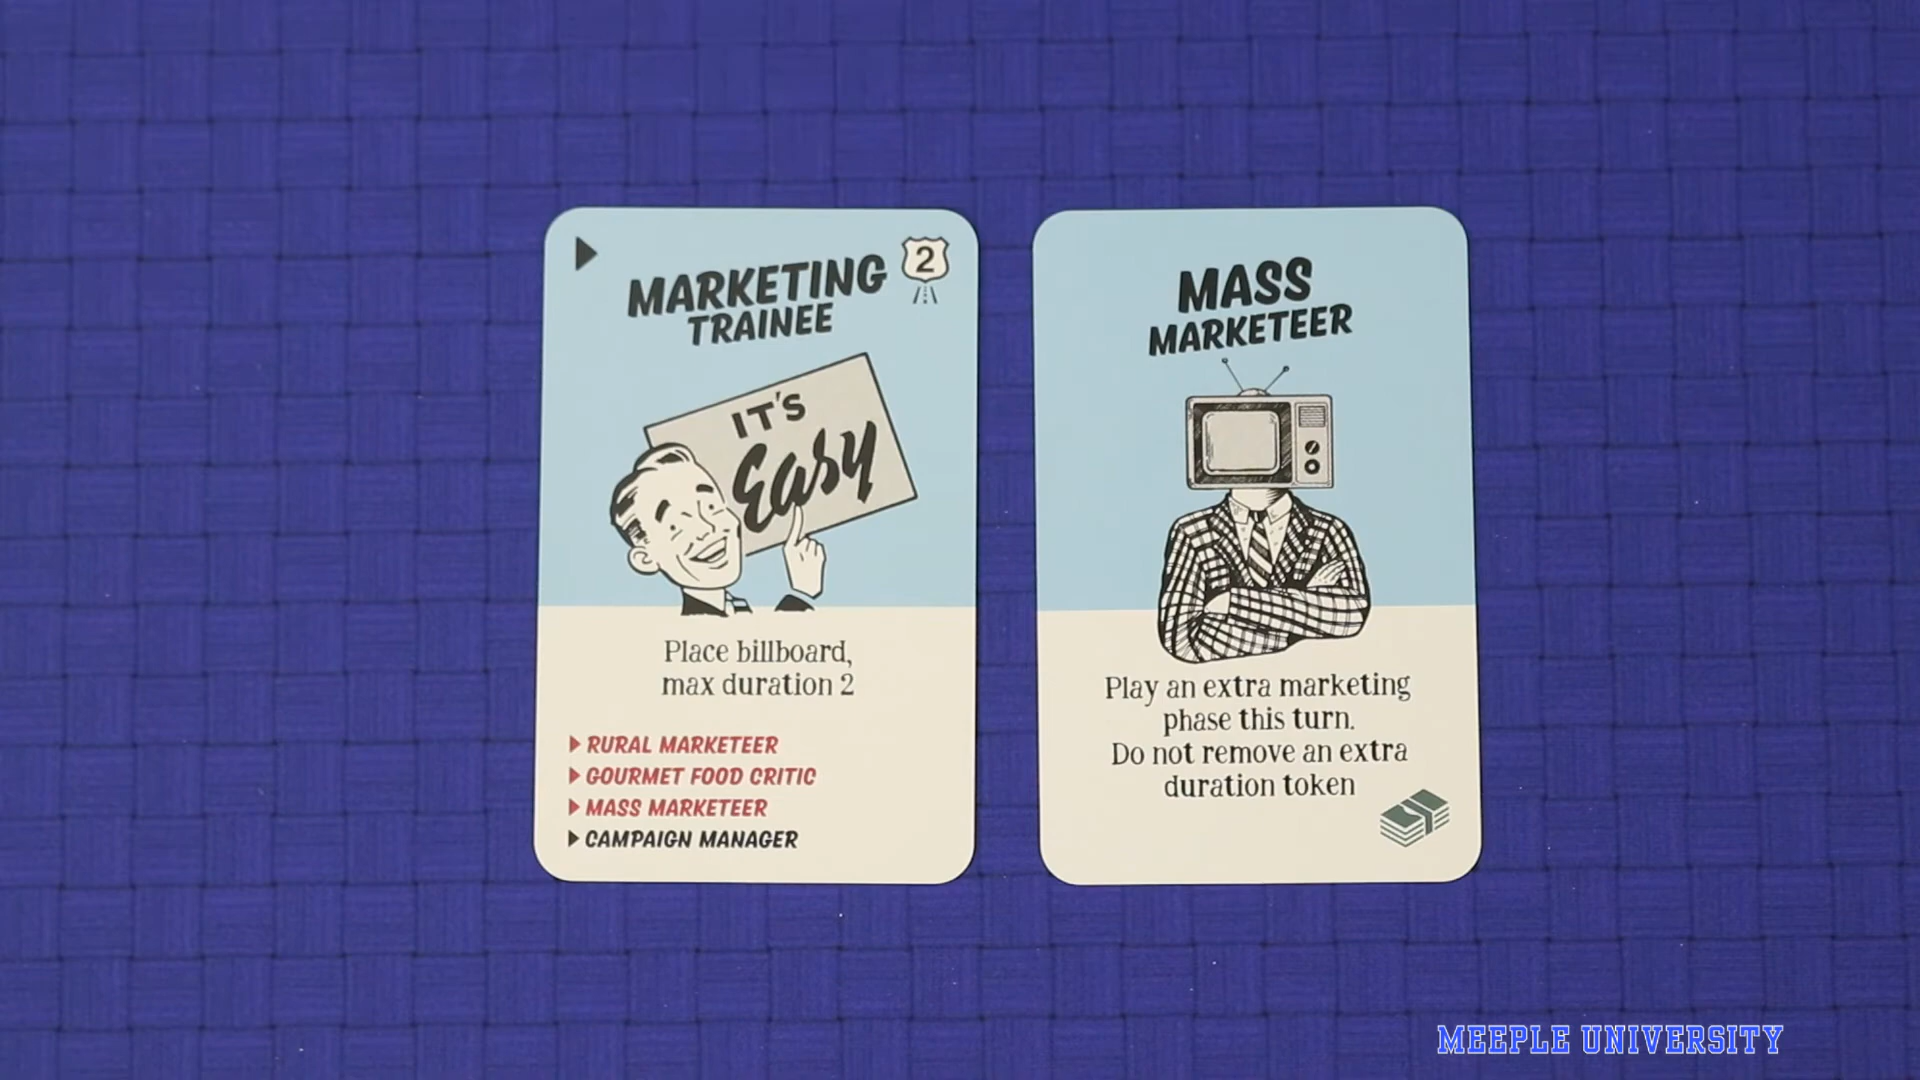 MARKETING
TRAINEE
2
IT'S
Easy
Place billboard,
max duration 2
RURAL MARKETEER
GOURMET FOOD CRITIC
MASS MARKETEER
CAMPAIGN MANAGER
MASS
MARKETEER
Play an extra marketing
phase this turn.
Do not remove an extra
duration token
MEEPLE UNIVERSITY